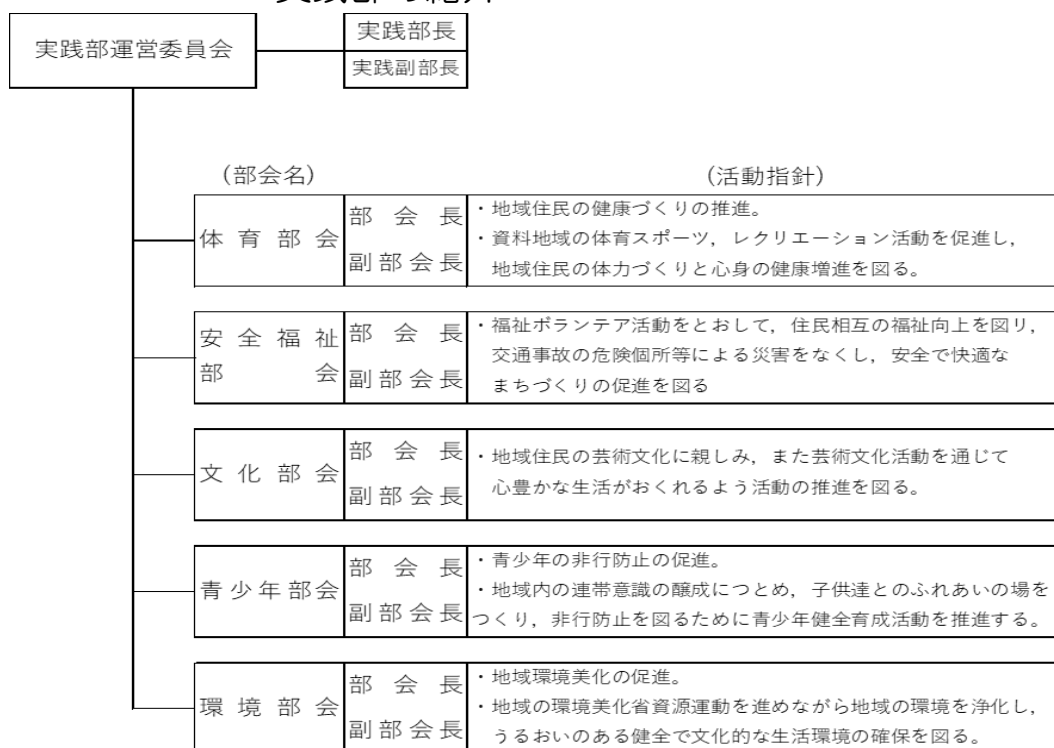 実践部運営委員会
実践部長
実践副部長
(部会名)
(活動指針)
体育部会
部会長
副部会長
・地域住民の健康づくりの推進。
・資料地域の体育スポーツ，レクリエーション活動を促進し，
地域住民の体力づくりと心身の健康増進を図る。
安全福祉
部会
部会長
副部会長
・福祉ボランテア活動をとおして，住民相互の福祉向上を図リ，
交通事故の危険個所等による災害をなくし，安全で快適な
まちづくりの促進を図る
文化部会
部会長
副部会長
・地域住民の芸術文化に親しみ，また芸術文化活動を通じて
心豊かな生活がおくれるよう活動の推進を図る。
青少年部会
部会長
副部会長
・青少年の非行防止の促進。
・地域内の連帯意識の醸成につとめ，子供達とのふれあいの場を
つくり，非行防止を図るために青少年健全育成活動を推進する。
環境部会
部会長
副部会長
・地域環境美化の促進。
・地域の環境美化省資源運動を進めながら地域の環境を浄化し，
うるおいのある健全で文化的な生活環境の確保を図る。